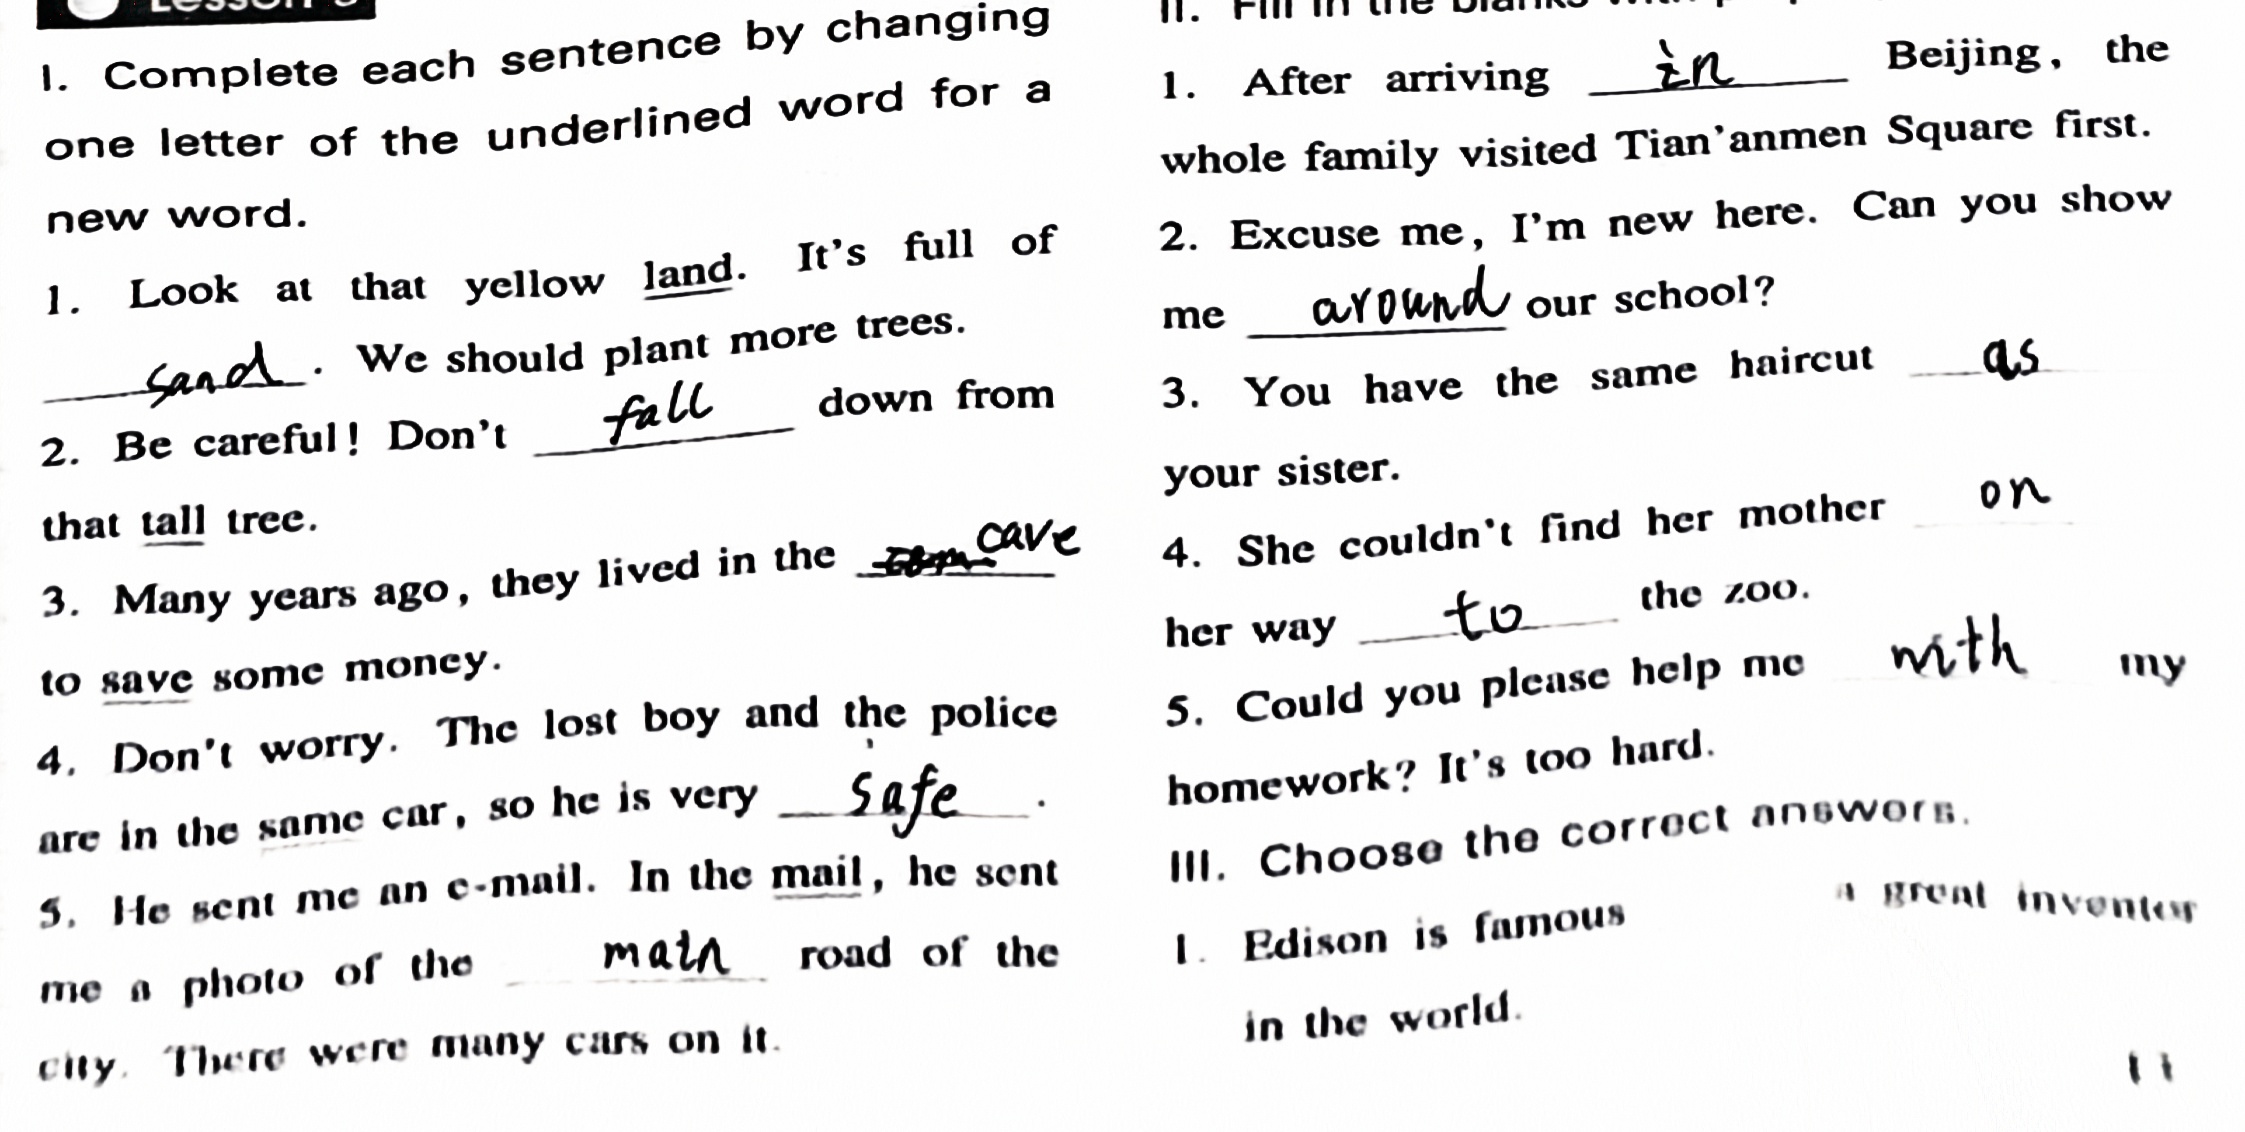 I. Complete each sentence by changing
one letter of the underlined word for a
new word.
1. Look at that yellow land. It's full of
sand. We should plant more trees.
2. Be careful! Don't fall down from
that tall tree.
3. Many years ago, they lived in the cave
to save some money.
4. Don't worry. The lost boy and the police
are in the same car, so he is very safe.
5. He sent me an e-mail. In the mail, he sent
me a photo of the main road of the
city. There were many cars on it.
II. Fill in the blanks
1. After arriving in Beijing, the
whole family visited Tian'anmen Square first.
2. Excuse me, I'm new here. Can you show
me around our school?
3. You have the same haircut as
your sister.
4. She couldn't find her mother on
her way to the zoo.
5. Could you please help me with my
homework? It's too hard.
III. Choose the correct answers.
1. Edison is famous a great inventor
in the world.
11